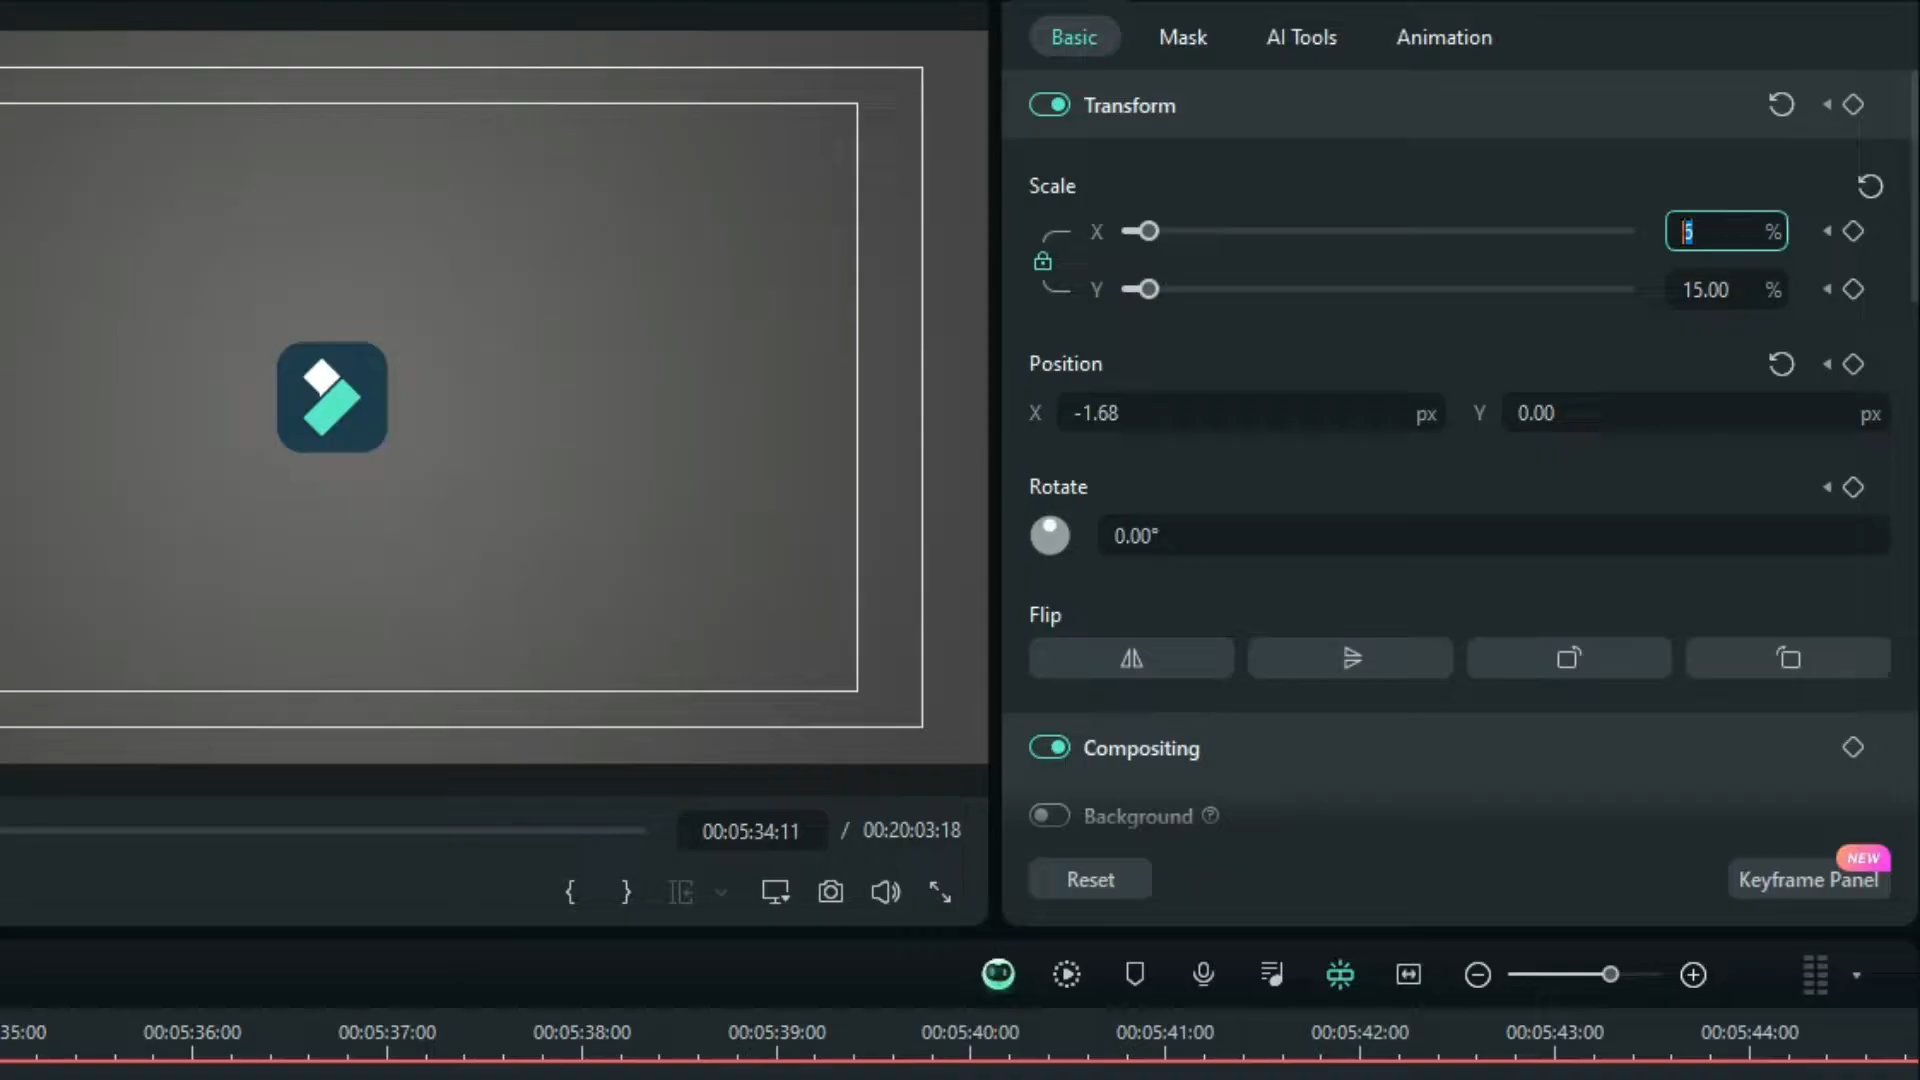 Basic Mask AI Tools Animation
Transform
Scale
X 5 %
Y 15.00 %
Position
X -1.68 px Y 0.00 px
Rotate
0.00°
Flip
Compositing
Background
NEW
Reset Keyframe Panel
00:05:34:11 / 00:20:03:18
35:00 00:05:36:00 00:05:37:00 00:05:38:00 00:05:39:00 00:05:40:00 00:05:41:00 00:05:42:00 00:05:43:00 00:05:44:00